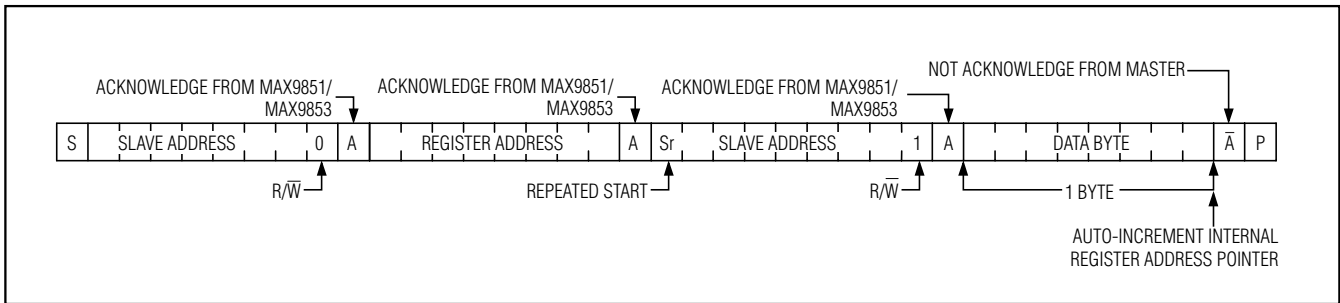 ACKNOWLEDGE FROM MAX9851/
MAX9853
ACKNOWLEDGE FROM MAX9851/
MAX9853
ACKNOWLEDGE FROM MAX9851/
MAX9853
NOT ACKNOWLEDGE FROM MASTER
S SLAVE ADDRESS 0 A REGISTER ADDRESS A Sr SLAVE ADDRESS 1 A DATA BYTE A̅ P
R/W̅
REPEATED START
R/W̅
1 BYTE
AUTO-INCREMENT INTERNAL
REGISTER ADDRESS POINTER